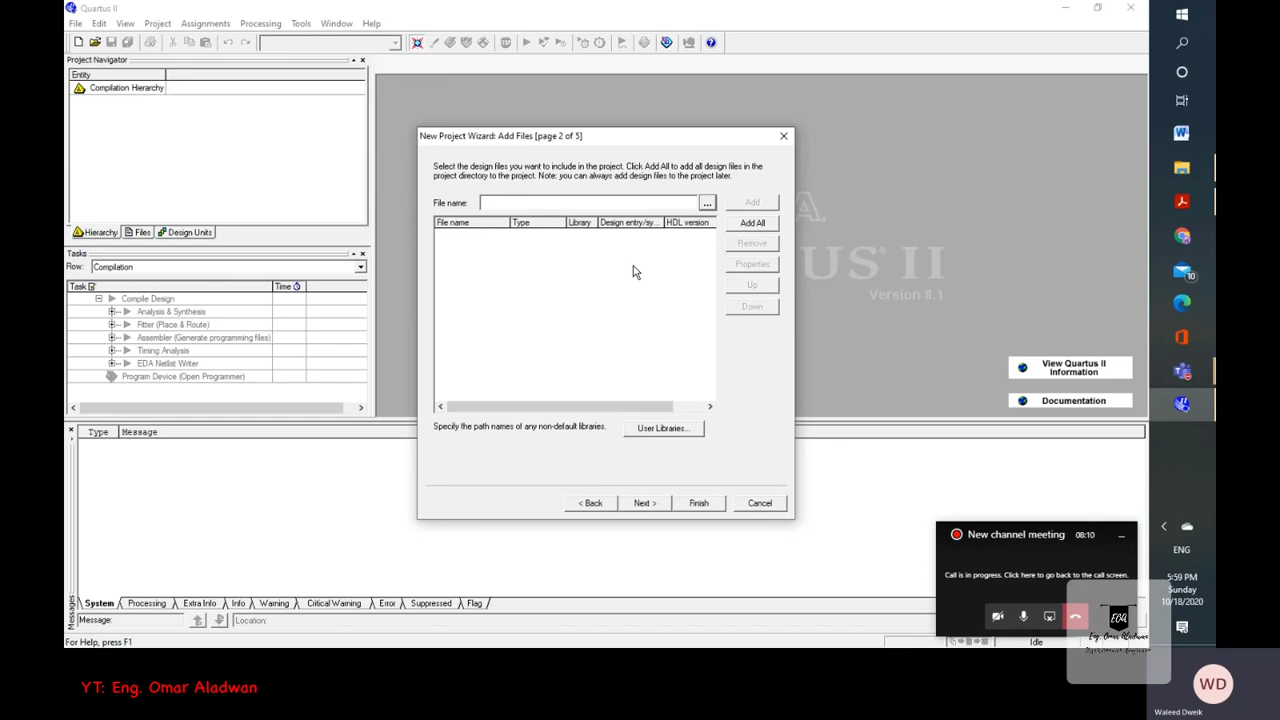 Quartus II
File Edit View Project Assignments Processing Tools Window Help
Project Navigator
Entity
Compilation Hierarchy
Hierarchy Files Design Units
Tasks
Flow: Compilation
Task Time
Compile Design
Analysis & Synthesis
Fitter (Place & Route)
Assembler (Generate programming files)
Timing Analysis
EDA Netlist Writer
Program Device (Open Programmer)
New Project Wizard: Add Files [page 2 of 5]
Select the design files you want to include in the project. Click Add All to add all design files in the
project directory to the project. Note: you can always add design files to the project later.
File name: ... Add
File name Type Library Design entry/sy... HDL version Add All
Remove
Properties
Up
Down
Specify the path names of any non-default libraries. User Libraries...
< Back Next > Finish Cancel
US II
Version 8.1
View Quartus II
Information
Documentation
Type Message
System Processing Extra Info Info Warning Critical Warning Error Suppressed Flag
Messages
Message: Location:
For Help, press F1
Idle
New channel meeting 08:10
Call is in progress. Click here to go back to the call screen.
10
ENG
5:59 PM
Sunday
10/18/2020
EOA
Eng. Omar Aladwan
YT: Eng. Omar Aladwan
WD
Waleed Dweik